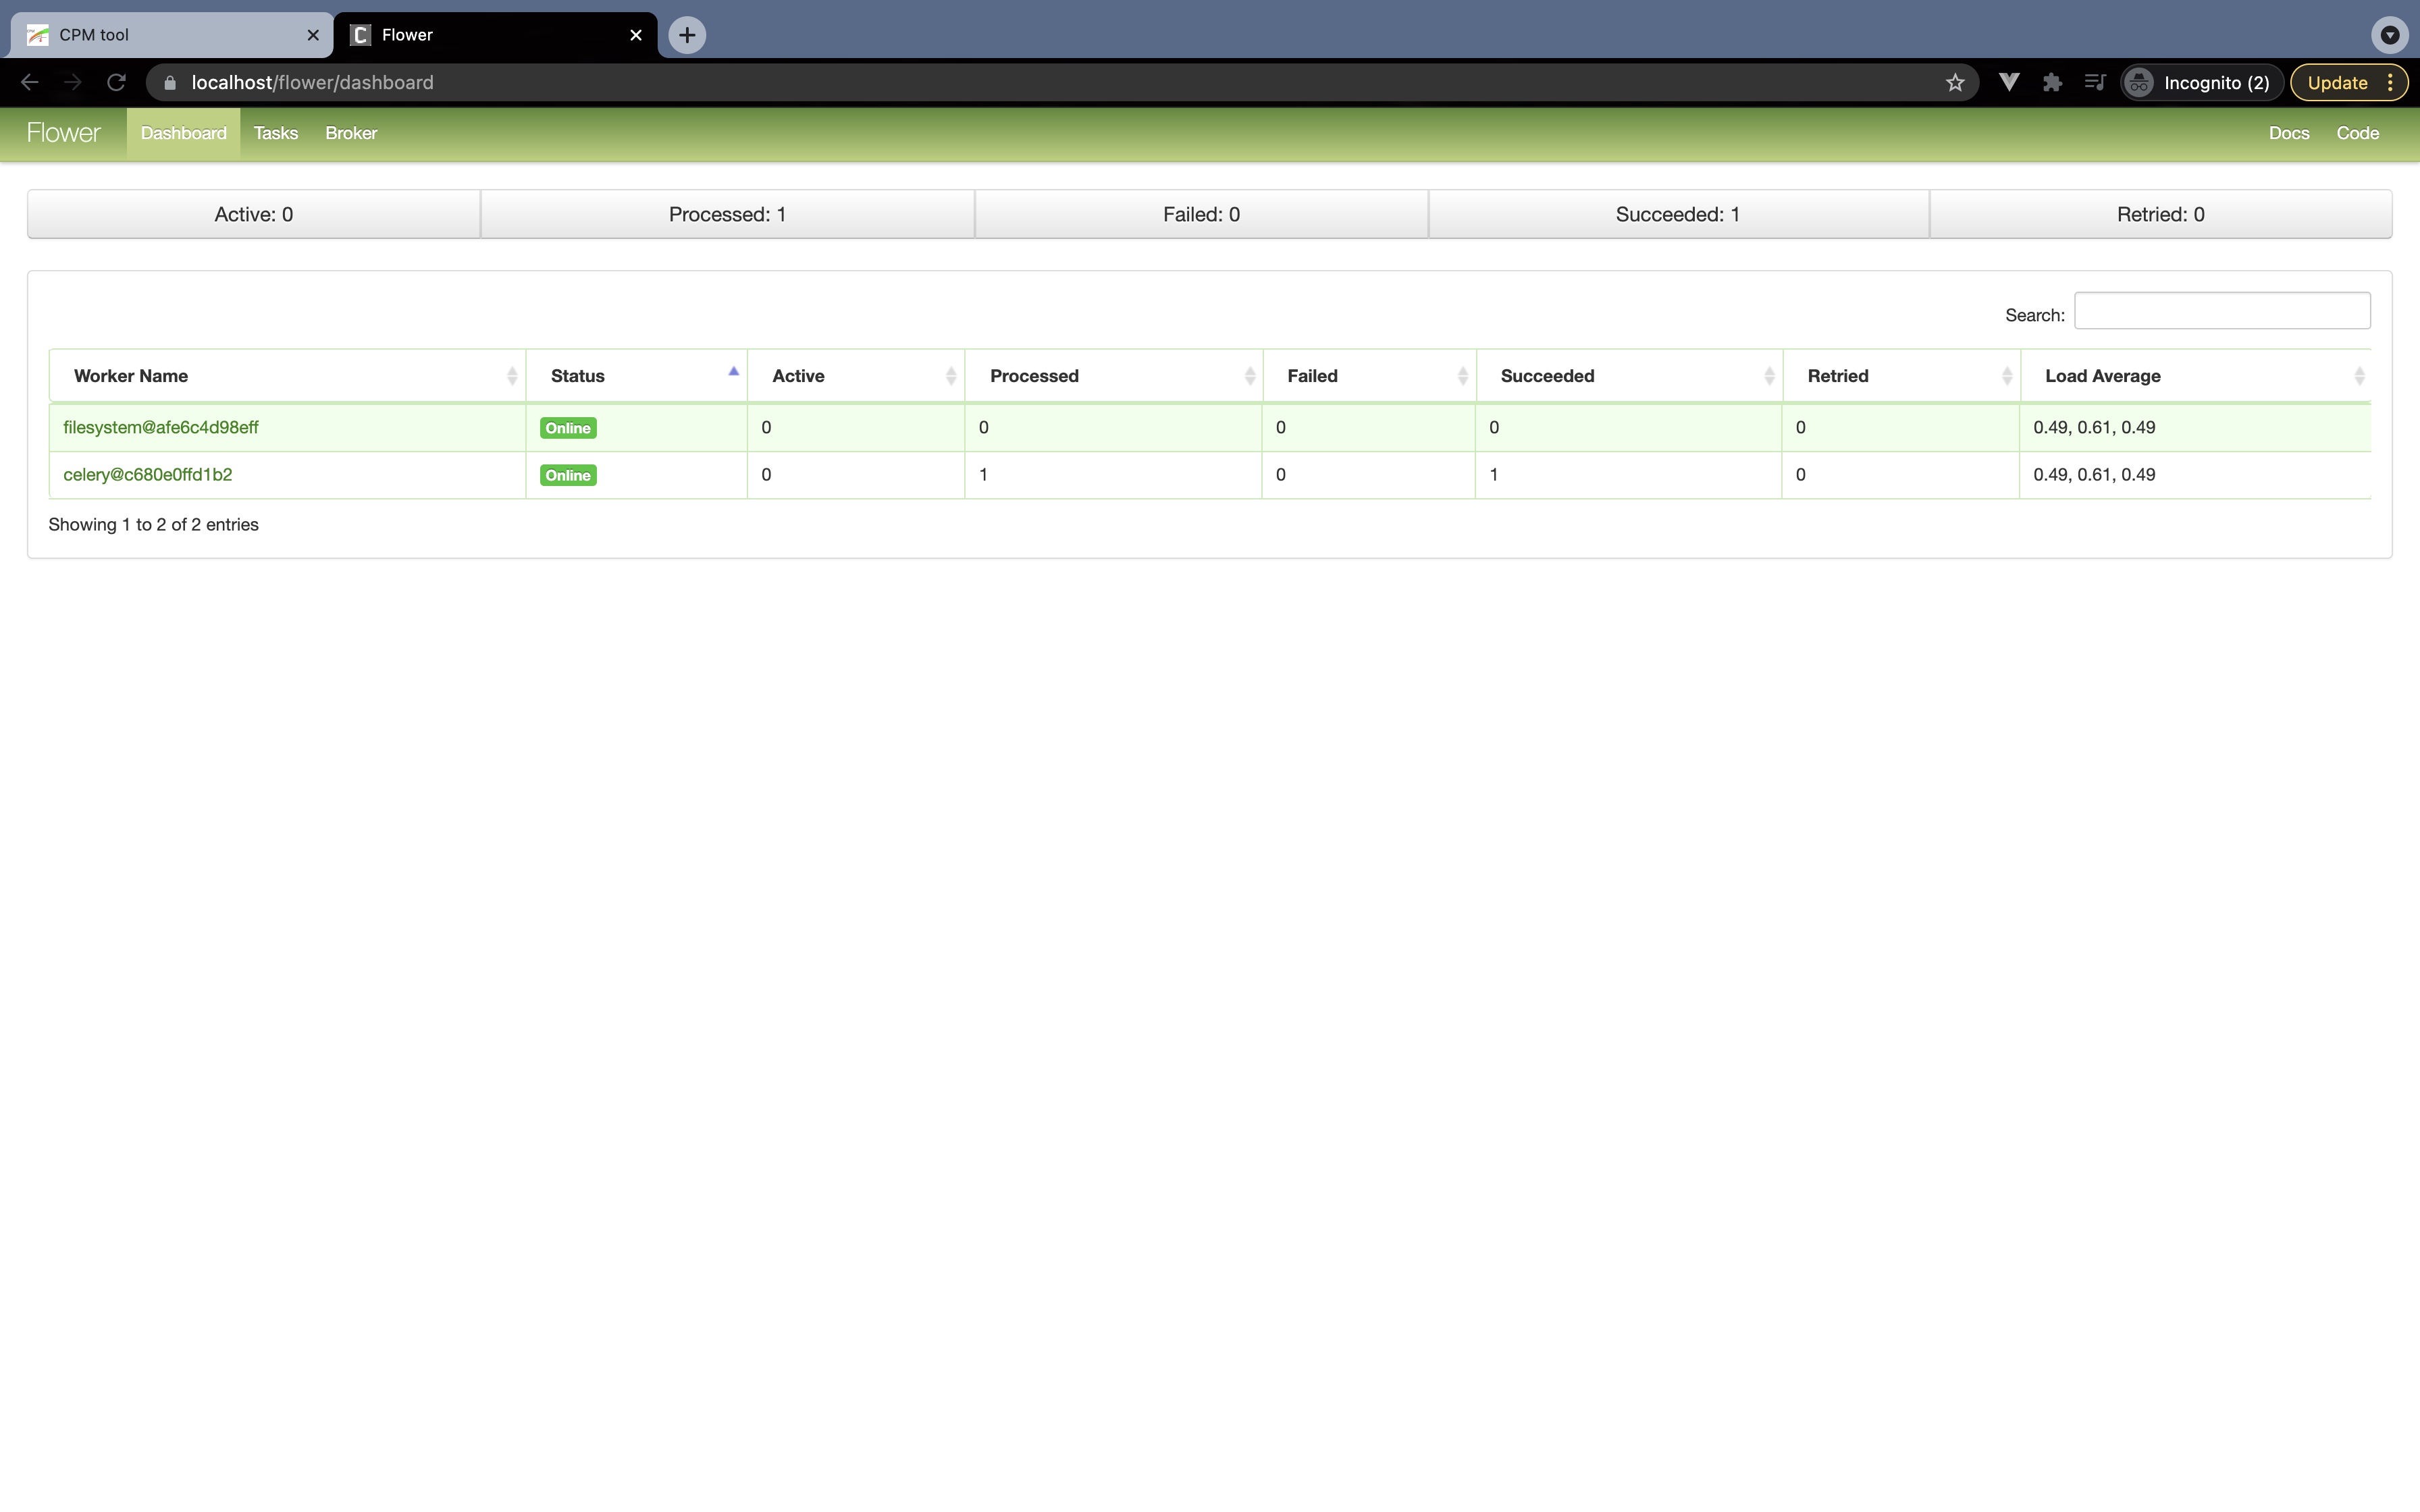 CPM tool
Flower
localhost/flower/dashboard
Incognito (2)
Update
Flower Dashboard Tasks Broker Docs Code
Active: 0 Processed: 1 Failed: 0 Succeeded: 1 Retried: 0
Search:
Worker Name Status Active Processed Failed Succeeded Retried Load Average
filesystem@afe6c4d98eff Online 0 0 0 0 0 0.49, 0.61, 0.49
celery@c680e0ffd1b2 Online 0 1 0 1 0 0.49, 0.61, 0.49
Showing 1 to 2 of 2 entries